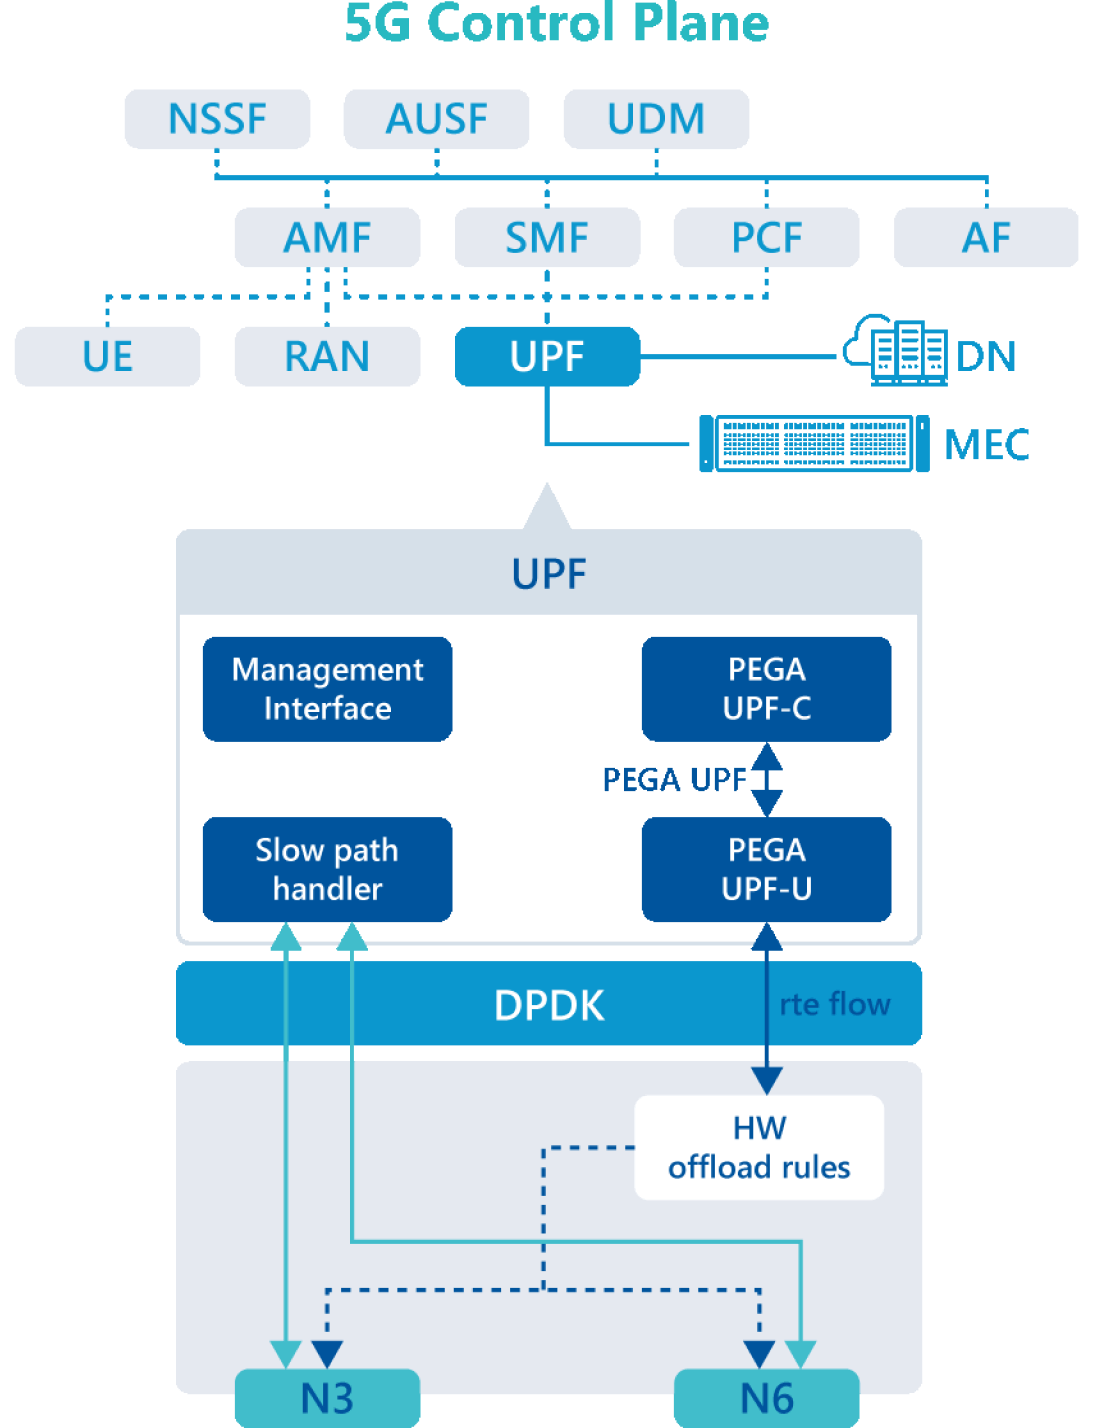 5G Control Plane
NSSF
AUSF
UDM
AMF
SMF
PCF
AF
UE
RAN
UPF
DN
MEC
UPF
Management
Interface
PEGA
UPF-C
PEGA UPF
Slow path
handler
PEGA
UPF-U
DPDK
rte flow
HW
offload rules
N3
N6